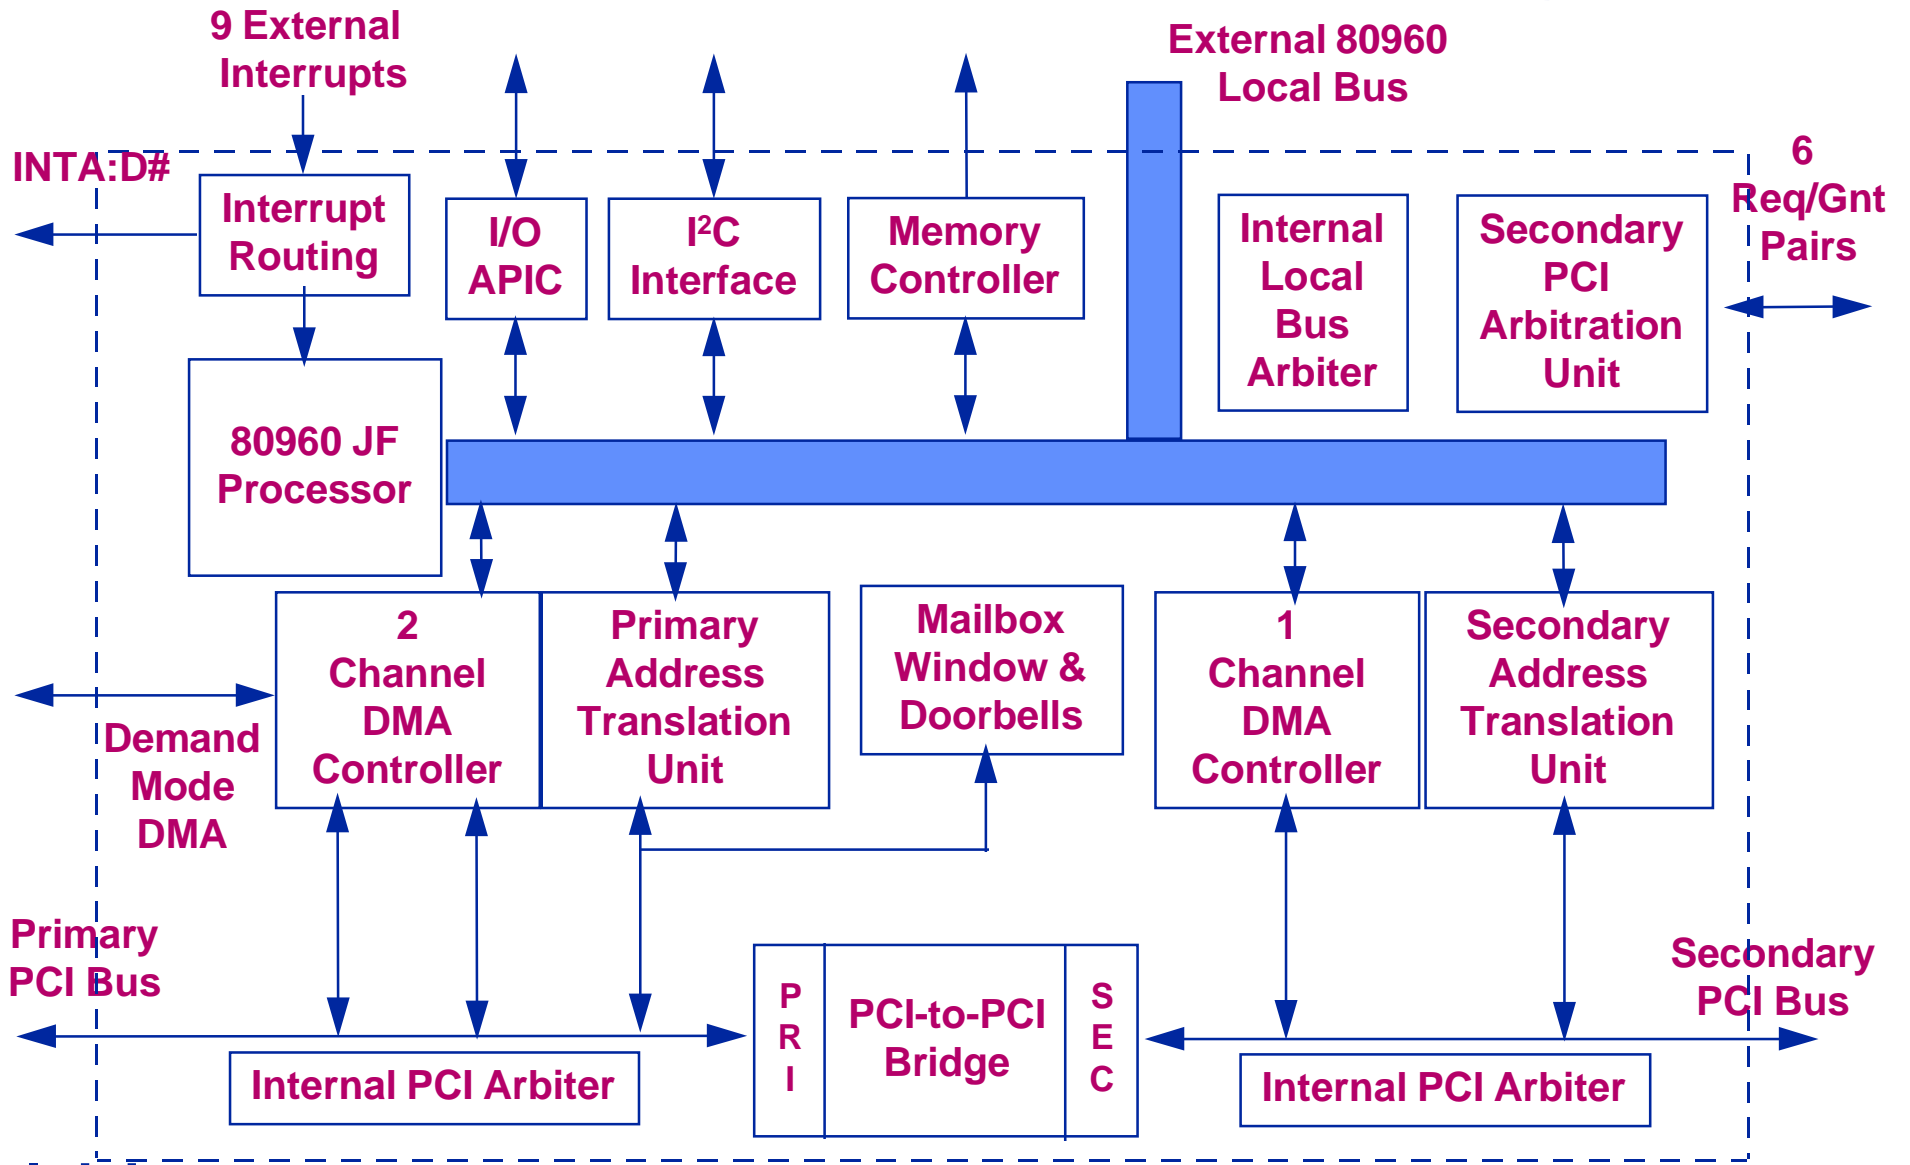 9 External
Interrupts
External 80960
Local Bus
INTA:D#
6
Req/Gnt
Pairs
Interrupt
Routing
I/O
APIC
I²C
Interface
Memory
Controller
Internal
Local
Bus
Arbiter
Secondary
PCI
Arbitration
Unit
80960 JF
Processor
2
Channel
DMA
Controller
Primary
Address
Translation
Unit
Mailbox
Window &
Doorbells
1
Channel
DMA
Controller
Secondary
Address
Translation
Unit
Demand
Mode
DMA
Primary
PCI Bus
P
R
I
PCI-to-PCI
Bridge
S
E
C
Secondary
PCI Bus
Internal PCI Arbiter
Internal PCI Arbiter